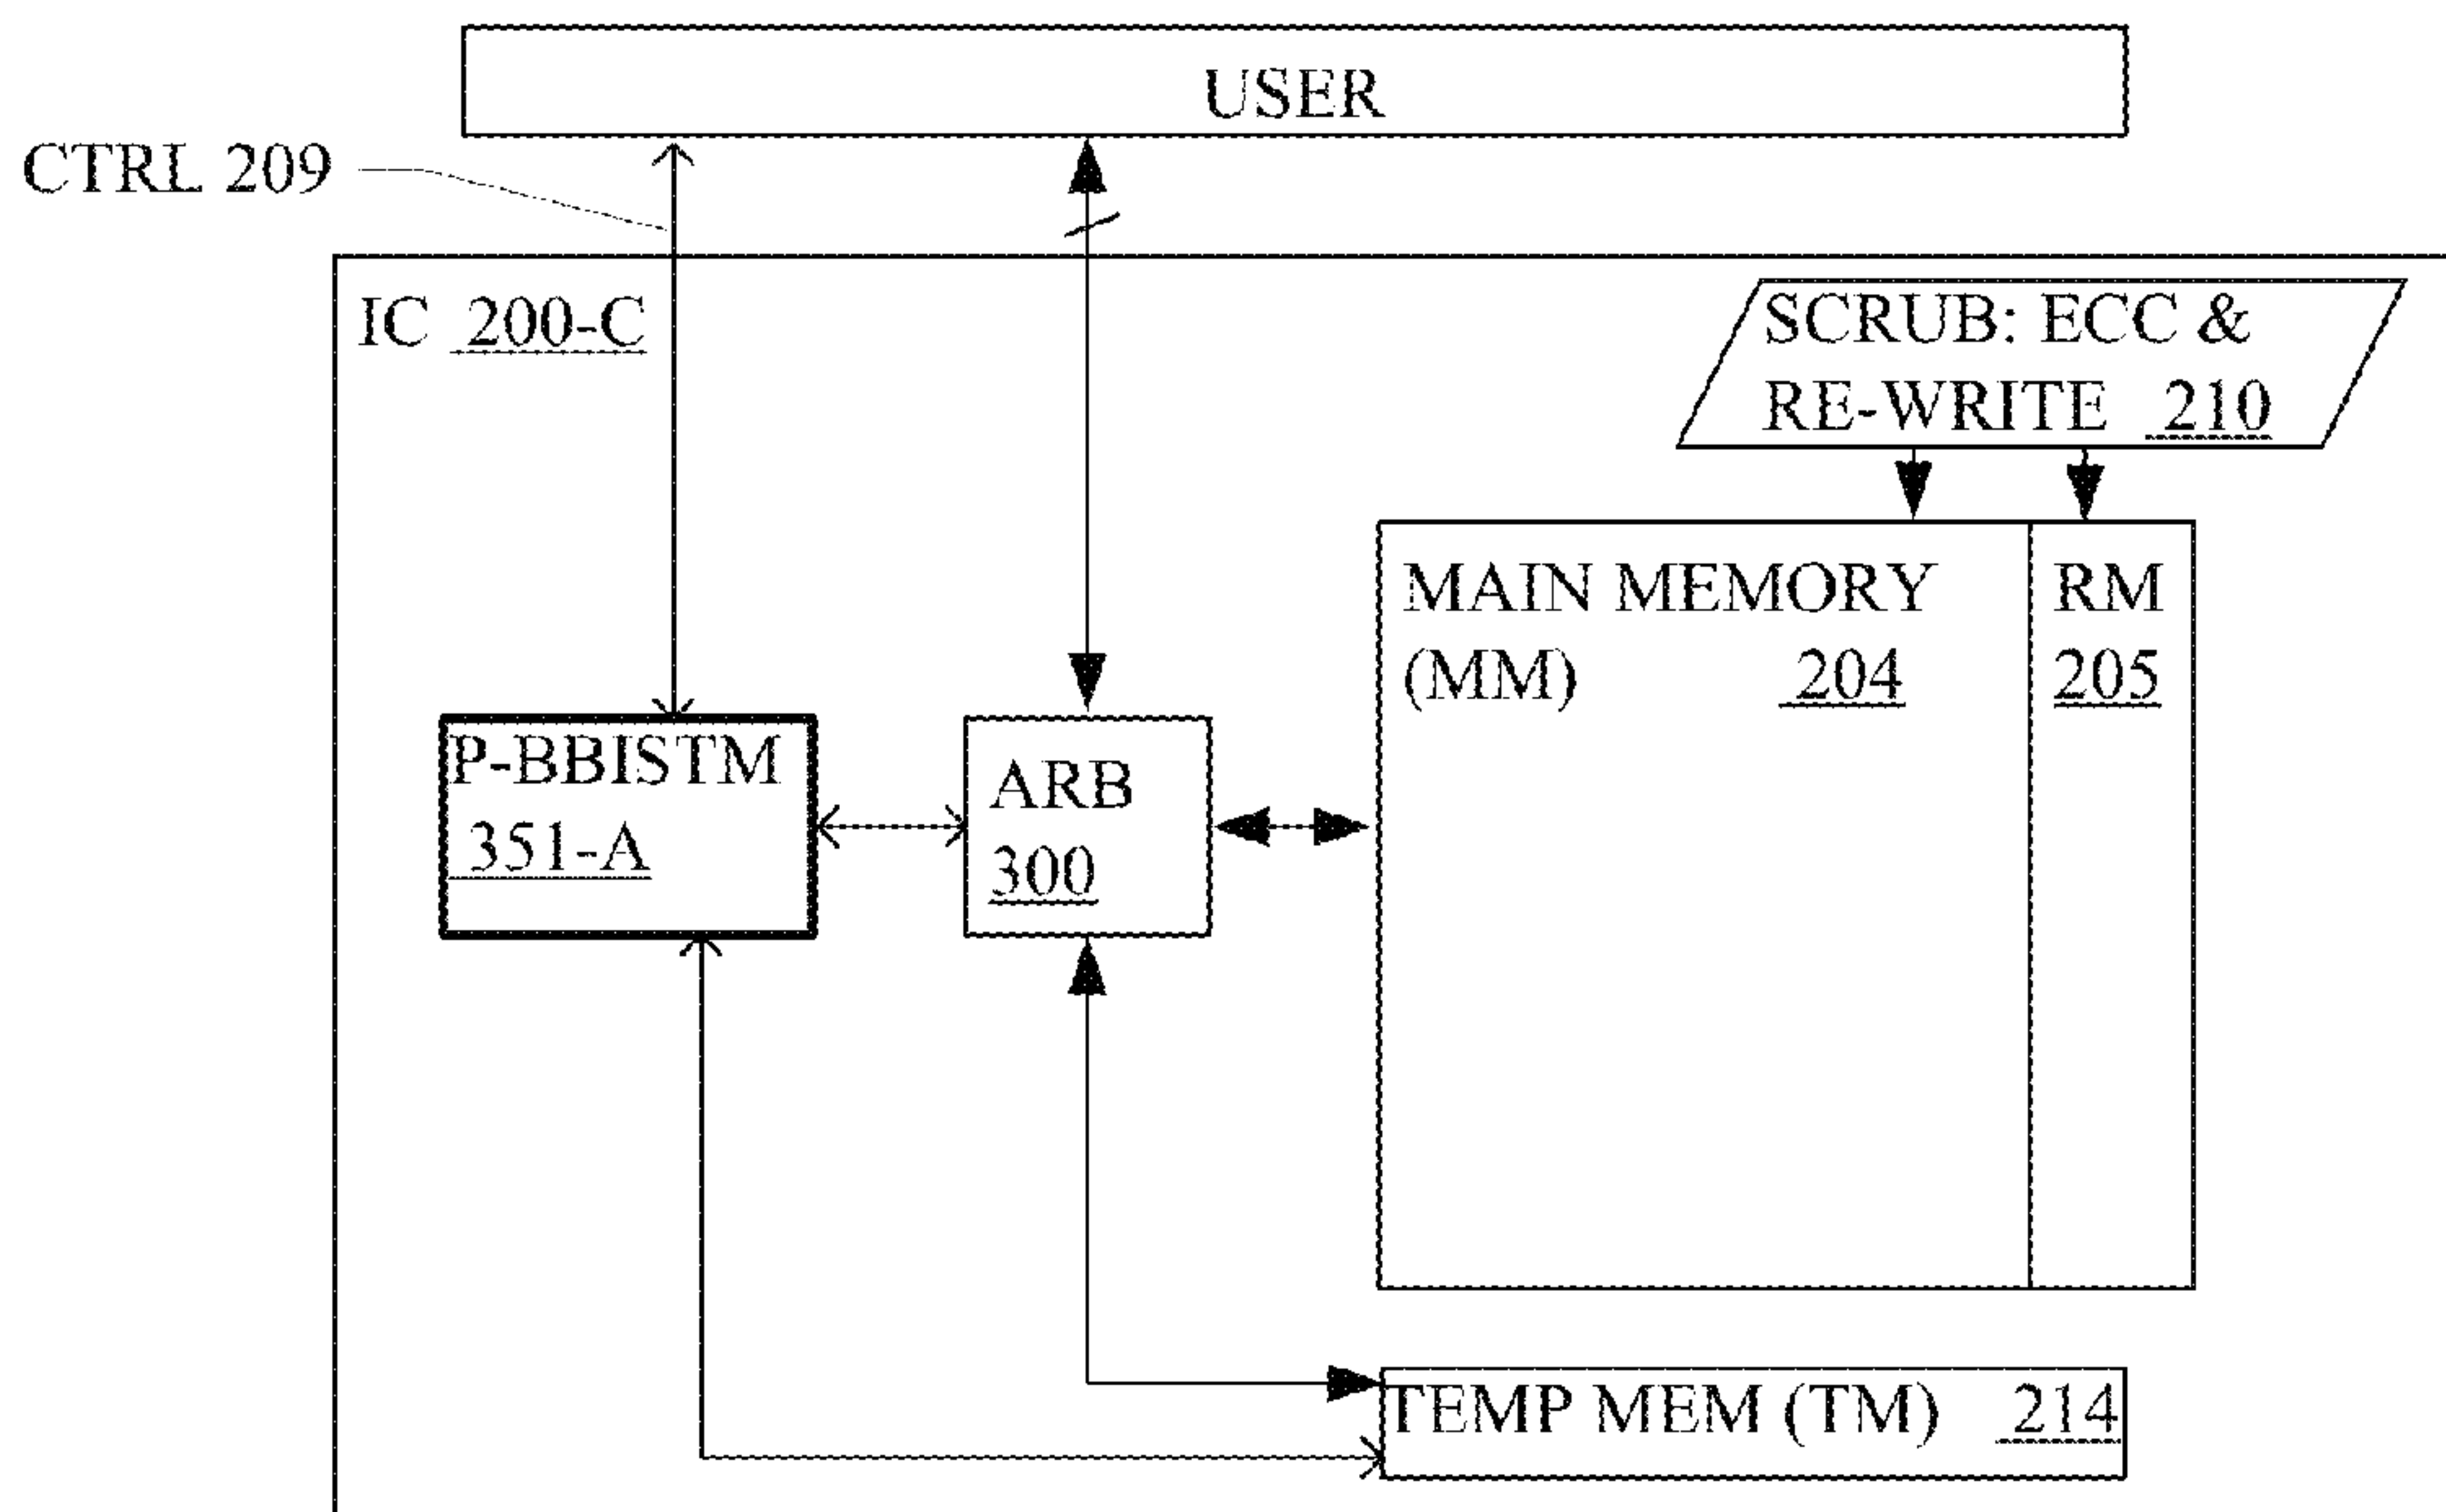 USER
CTRL 209
IC 200-C
SCRUB: ECC &
RE-WRITE 210
MAIN MEMORY
(MM) 204
RM
205
P-BBISTM
351-A
ARB
300
TEMP MEM (TM) 214